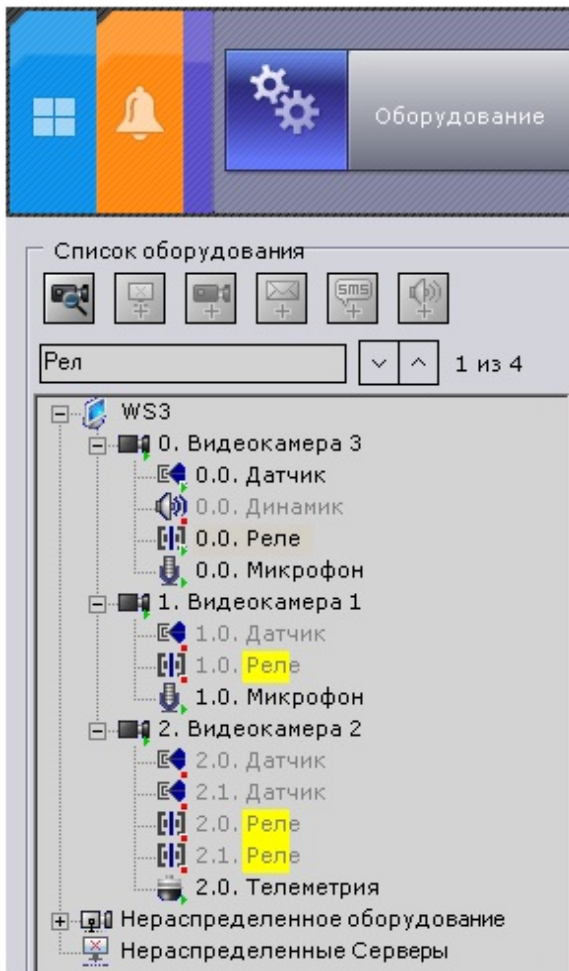 Оборудование
Список оборудования
sms
Рел
1 из 4
WS3
0. Видеокамера 3
0.0. Датчик
0.0. Динамик
0.0. Реле
0.0. Микрофон
1. Видеокамера 1
1.0. Датчик
1.0. Реле
1.0. Микрофон
2. Видеокамера 2
2.0. Датчик
2.1. Датчик
2.0. Реле
2.1. Реле
2.0. Телеметрия
Нераспределенное оборудование
Нераспределенные Серверы